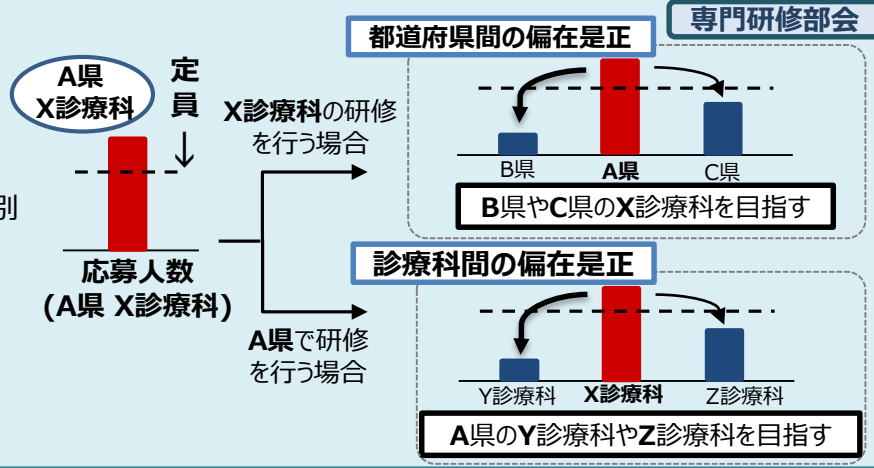 専門研修部会
A県
X診療科
定
員
↓
別
応募人数
(A県 X診療科)
X診療科の研修
を行う場合
都道府県間の偏在是正
B県
A県
C県
B県やC県のX診療科を目指す
A県で研修
を行う場合
診療科間の偏在是正
Y診療科
X診療科
Z診療科
A県のY診療科やZ診療科を目指す